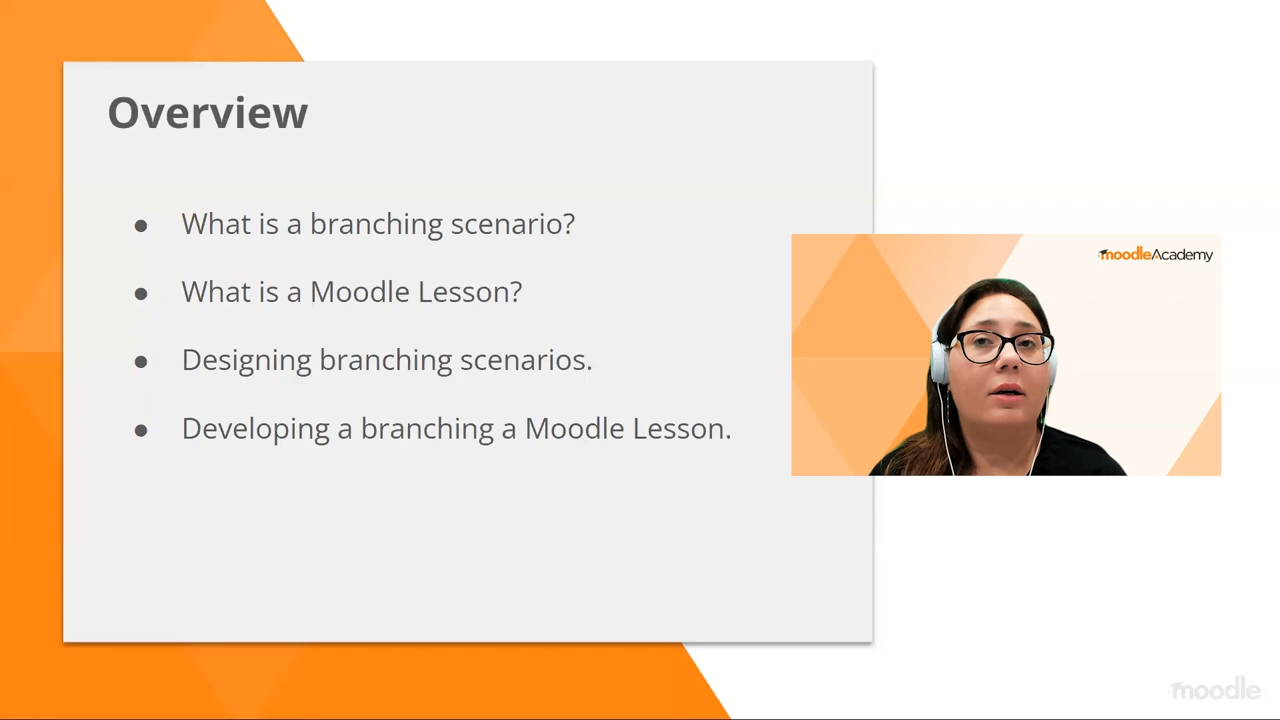 Overview
● What is a branching scenario?
● What is a Moodle Lesson?
● Designing branching scenarios.
● Developing a branching a Moodle Lesson.
moodleAcademy
moodle